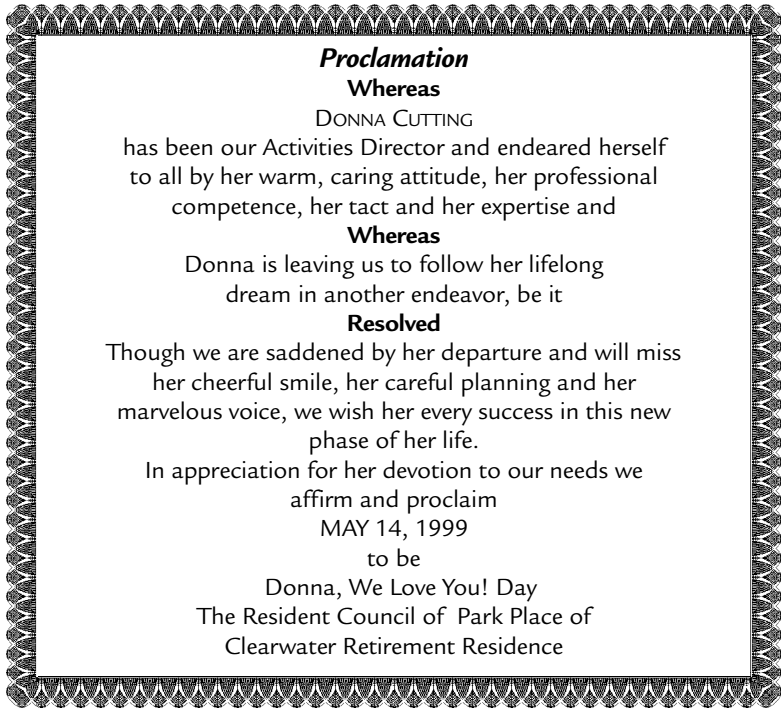 Proclamation
Whereas
Donna Cutting
has been our Activities Director and endeared herself
to all by her warm, caring attitude, her professional
competence, her tact and her expertise and
Whereas
Donna is leaving us to follow her lifelong
dream in another endeavor, be it
Resolved
Though we are saddened by her departure and will miss
her cheerful smile, her careful planning and her
marvelous voice, we wish her every success in this new
phase of her life.
In appreciation for her devotion to our needs we
affirm and proclaim
MAY 14, 1999
to be
Donna, We Love You! Day
The Resident Council of Park Place of
Clearwater Retirement Residence